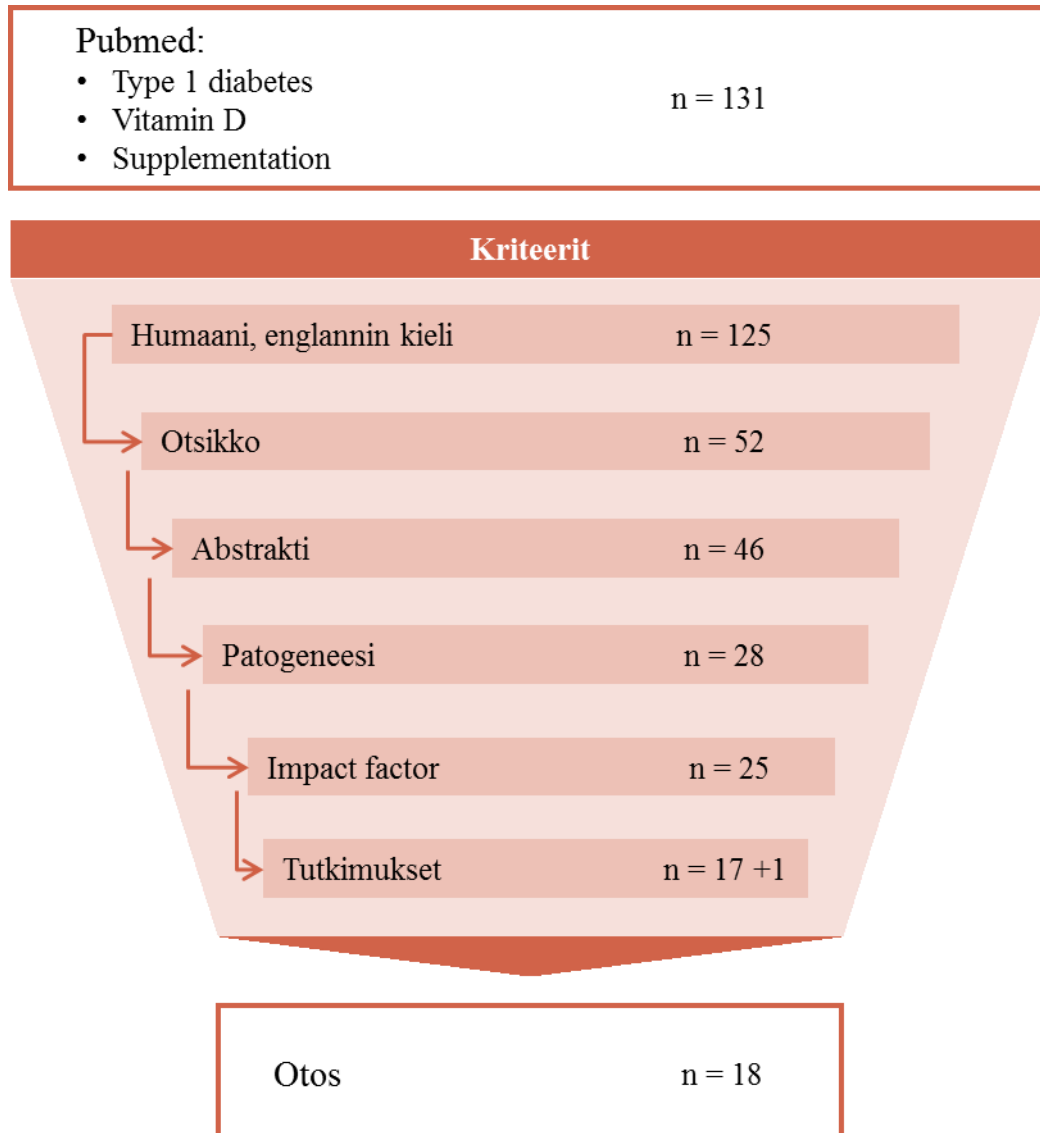 Pubmed:
• Type 1 diabetes
• Vitamin D
• Supplementation
n = 131
Kriteerit
Humaani, englannin kieli n = 125
Otsikko n = 52
Abstrakti n = 46
Patogeneesi n = 28
Impact factor n = 25
Tutkimukset n = 17 +1
Otos n = 18